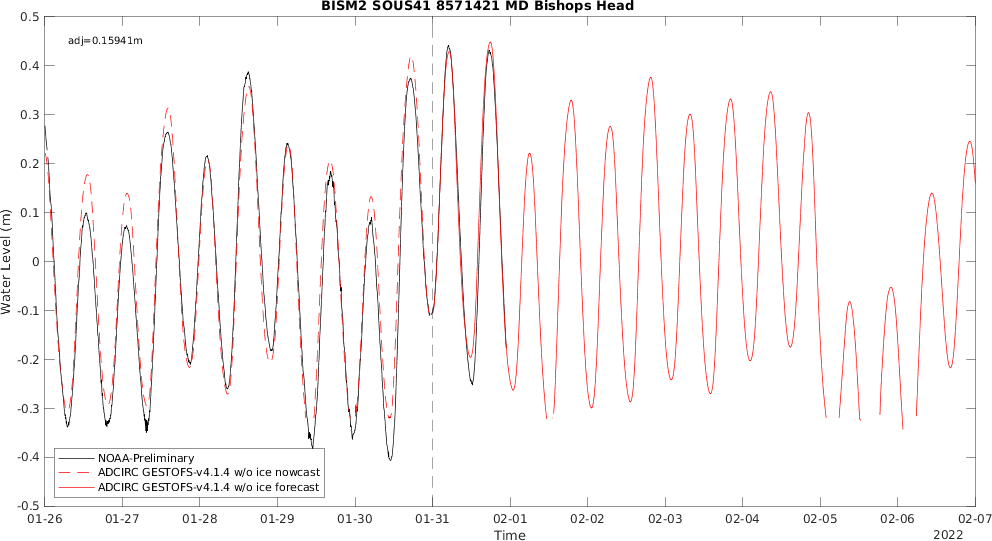 BISM2 SOUS41 8571421 MD Bishops Head
adj=0.15941m
Water Level (m)
0.5
0.4
0.3
0.2
0.1
0
-0.1
-0.2
-0.3
-0.4
-0.5
NOAA-Preliminary
ADCIRC GESTOFS-v4.1.4 w/o ice nowcast
ADCIRC GESTOFS-v4.1.4 w/o ice forecast
01-26 01-27 01-28 01-29 01-30 01-31 02-01 02-02 02-03 02-04 02-05 02-06 02-07
Time
2022